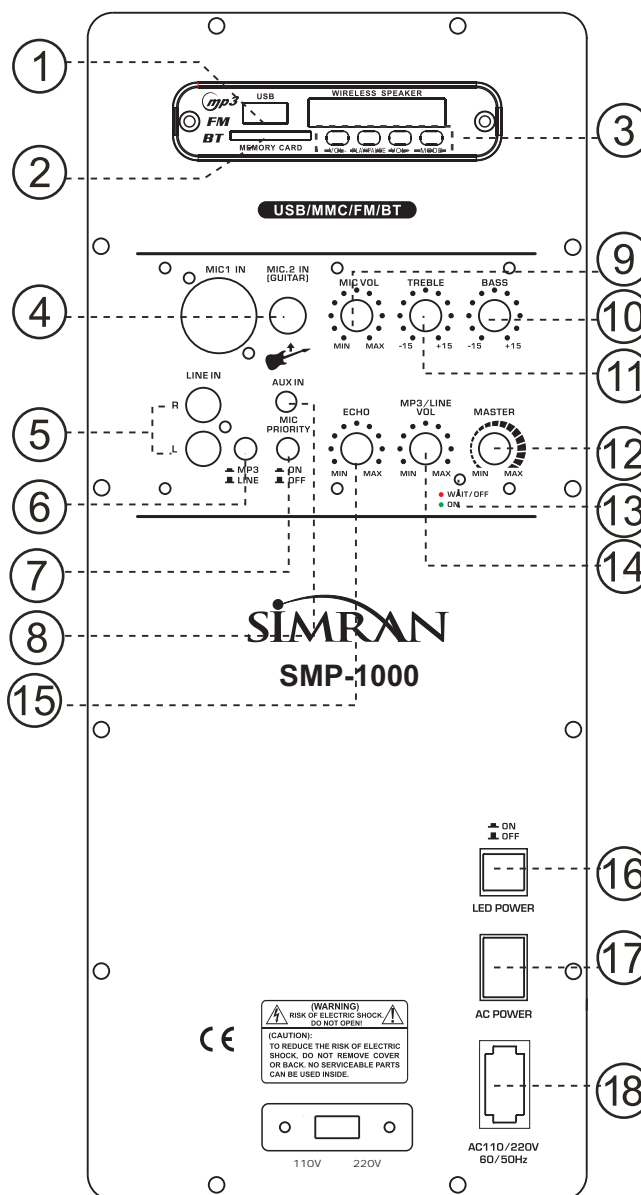 1
USB
WIRELESS SPEAKER
mp3
FM
BT
MEMORY CARD
VOL- PLAY/PAUSE VOL+ MODE
3
2
USB/MMC/FM/BT
9
MIC1 IN
MIC.2 IN
(GUITAR)
MIC VOL
TREBLE
BASS
4
10
MIN MAX
-15 +15
-15 +15
11
LINE IN
AUX IN
R
L
5
MIC
PRIORITY
ECHO
MP3/LINE
VOL
MASTER
12
MP3
LINE
ON
OFF
MIN MAX
MIN MAX
MIN MAX
6
WAIT/OFF
ON
13
7
14
8
SİMRAN
SMP-1000
15
ON
OFF
16
LED POWER
17
AC POWER
(WARNING)
RISK OF ELECTRIC SHOCK.
DO NOT OPEN!
CE
(CAUTION):
TO REDUCE THE RISK OF ELECTRIC
SHOCK, DO NOT REMOVE COVER
OR BACK. NO SERVICEABLE PARTS
CAN BE USED INSIDE.
18
110V 220V
AC110/220V
60/50Hz